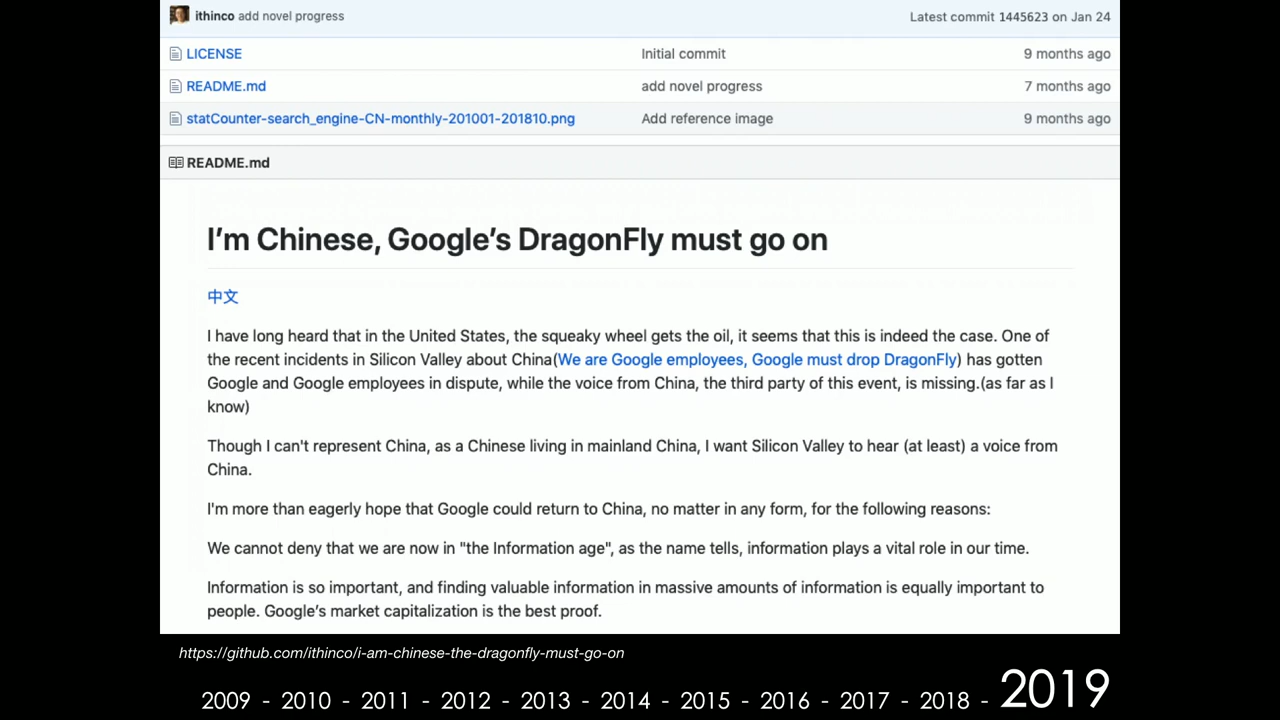 ithinco add novel progress Latest commit 1445623 on Jan 24
LICENSE Initial commit 9 months ago
README.md add novel progress 7 months ago
statCounter-search_engine-CN-monthly-201001-201810.png Add reference image 9 months ago
README.md
I’m Chinese, Google’s DragonFly must go on
中文
I have long heard that in the United States, the squeaky wheel gets the oil, it seems that this is indeed the case. One of
the recent incidents in Silicon Valley about China(We are Google employees, Google must drop DragonFly) has gotten
Google and Google employees in dispute, while the voice from China, the third party of this event, is missing.(as far as I
know)
Though I can't represent China, as a Chinese living in mainland China, I want Silicon Valley to hear (at least) a voice from
China.
I'm more than eagerly hope that Google could return to China, no matter in any form, for the following reasons:
We cannot deny that we are now in "the Information age", as the name tells, information plays a vital role in our time.
Information is so important, and finding valuable information in massive amounts of information is equally important to
people. Google’s market capitalization is the best proof.
https://github.com/ithinco/i-am-chinese-the-dragonfly-must-go-on
2009 - 2010 - 2011 - 2012 - 2013 - 2014 - 2015 - 2016 - 2017 - 2018 - 2019